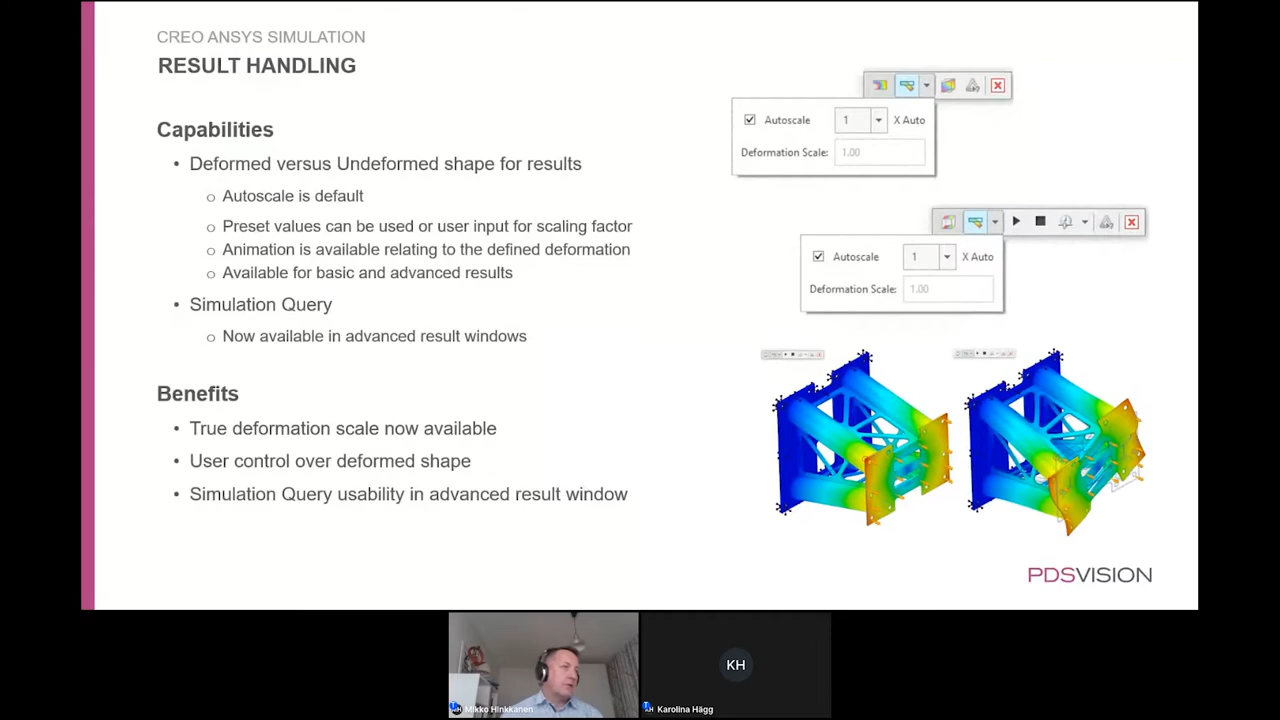 CREO ANSYS SIMULATION
RESULT HANDLING
Capabilities
• Deformed versus Undeformed shape for results
o Autoscale is default
o Preset values can be used or user input for scaling factor
o Animation is available relating to the defined deformation
o Available for basic and advanced results
• Simulation Query
o Now available in advanced result windows
Benefits
• True deformation scale now available
• User control over deformed shape
• Simulation Query usability in advanced result window
Autoscale 1 X Auto
Deformation Scale: 1.00
Autoscale 1 X Auto
Deformation Scale: 1.00
PDSVISION
KH
Mikko Hinkkanen
Karolina Hägg